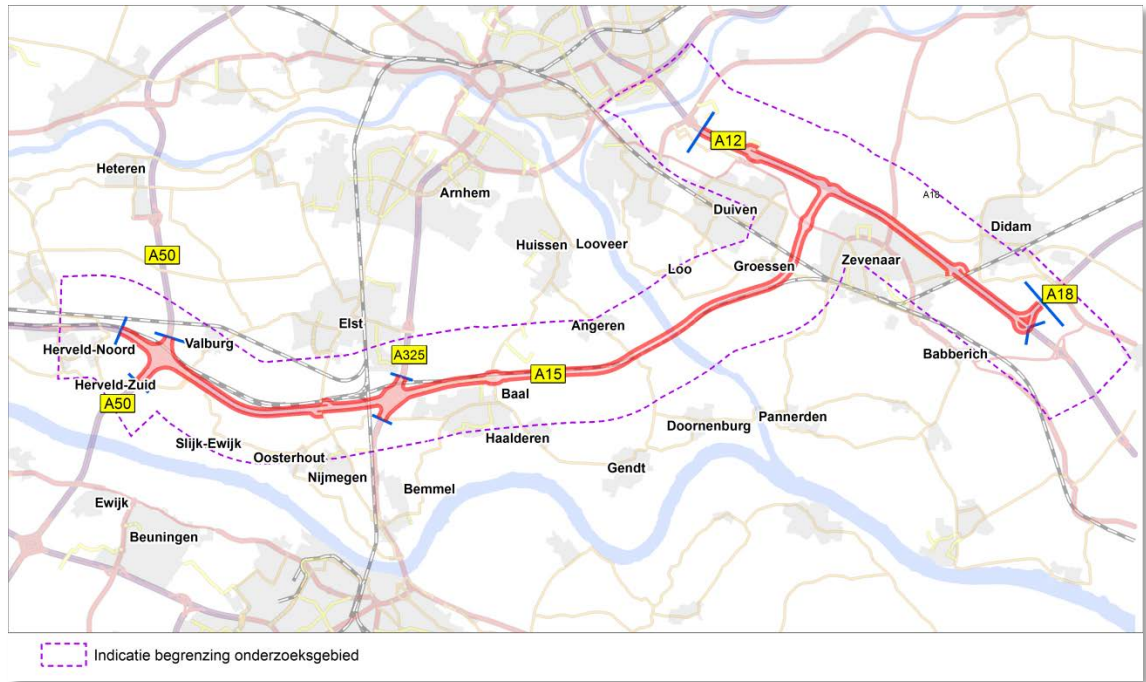 A12
Heteren
Arnhem
A18
Duiven
Didam
Huissen
Looveer
A50
Zevenaar
Loo
Groessen
A18
Elst
Angeren
Herveld-Noord
Valburg
A325
Babberich
A15
Herveld-Zuid
Baal
A50
Pannerden
Doornenburg
Slijk-Ewijk
Haalderen
Oosterhout
Gendt
Nijmegen
Bemmel
Ewijk
Beuningen
Indicatie begrenzing onderzoeksgebied